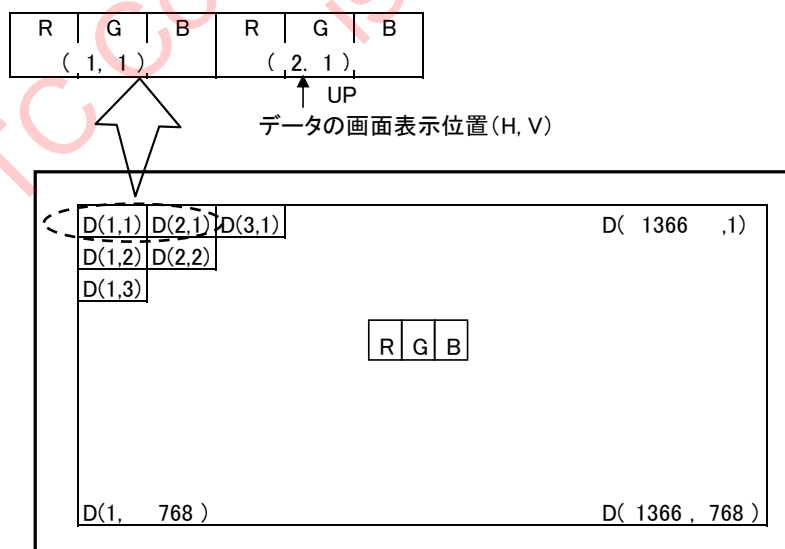 R G B R G B
( 1, 1 ) ( 2. 1 )
UP
データの画面表示位置(H, V)
D(1,1) D(2,1) D(3,1) D( 1366 ,1)
D(1,2) D(2,2)
D(1,3)
R G B
D(1, 768 ) D( 1366 , 768 )